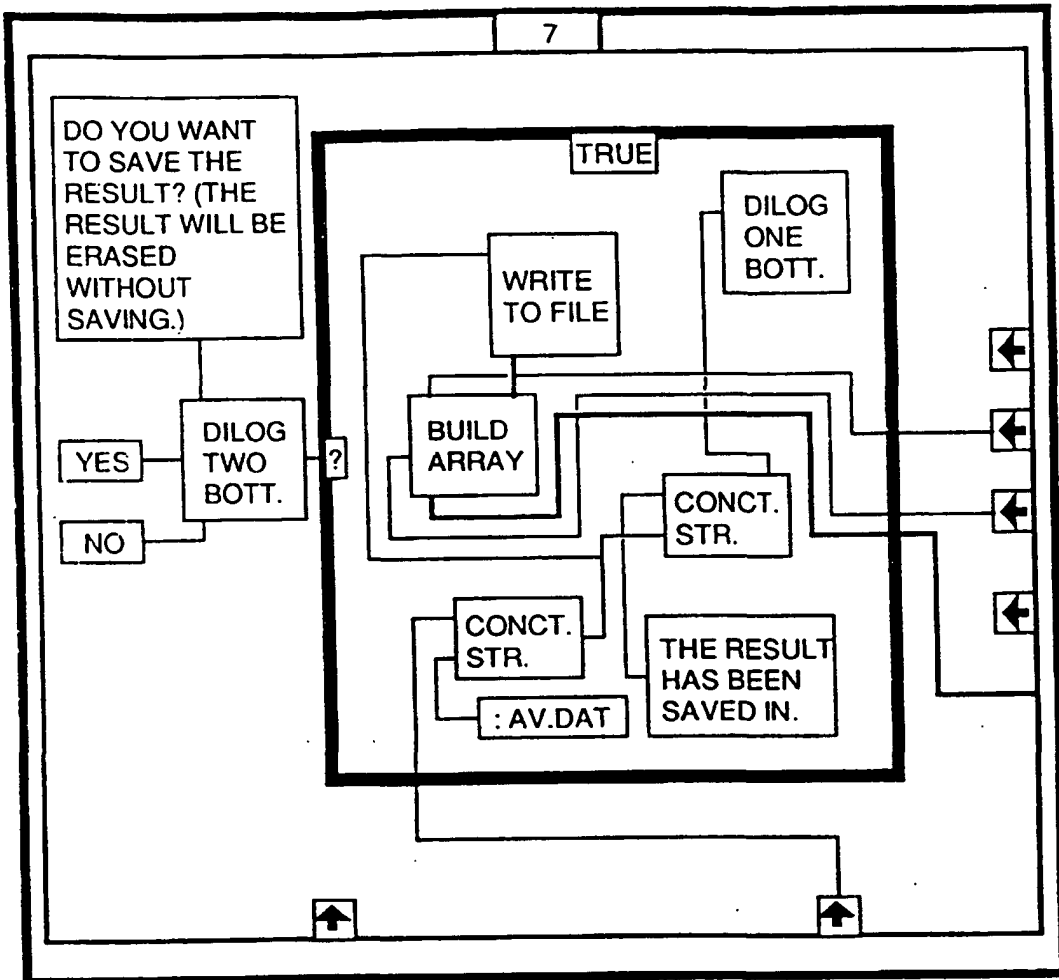 7
DO YOU WANT
TO SAVE THE
RESULT? (THE
RESULT WILL BE
ERASED
WITHOUT
SAVING.)
TRUE
DILOG
ONE
BOTT.
WRITE
TO FILE
YES
NO
DILOG
TWO
BOTT.
?
BUILD
ARRAY
CONCT.
STR.
CONCT.
STR.
: AV.DAT
THE RESULT
HAS BEEN
SAVED IN.